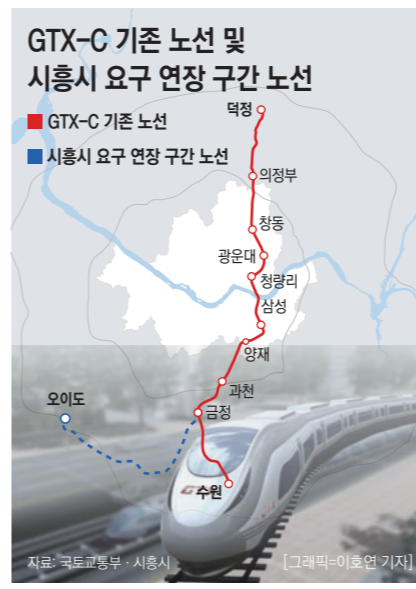 GTX-C 기존 노선 및
시흥시 요구 연장 구간 노선
GTX-C 기존 노선
시흥시 요구 연장 구간 노선
덕정
의정부
창동
광운대
청량리
삼성
양재
과천
금정
오이도
수원
자료: 국토교통부·시흥시
[그래픽=이호연 기자]